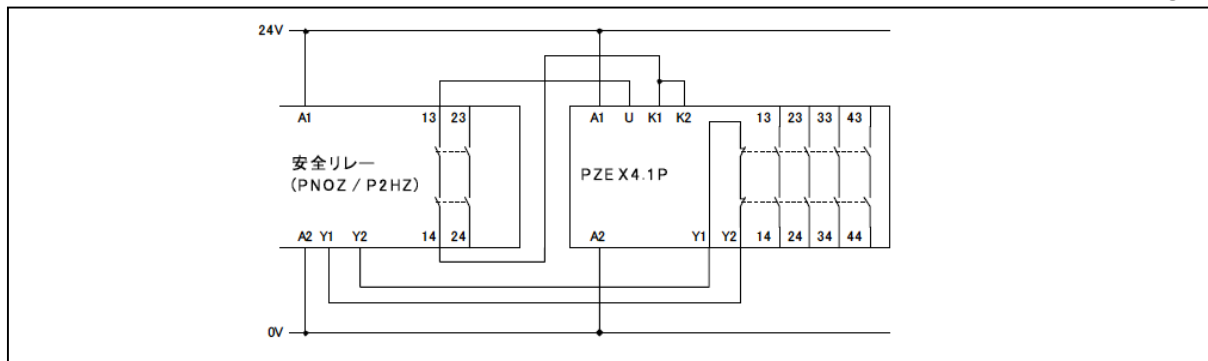 24V
A1 13 23
A1 U K1 K2 13 23 33 43
安全リレー
(PNOZ / P2HZ)
PZE X4.1P
A2 Y1 Y2 14 24
A2 Y1 Y2 14 24 34 44
0V